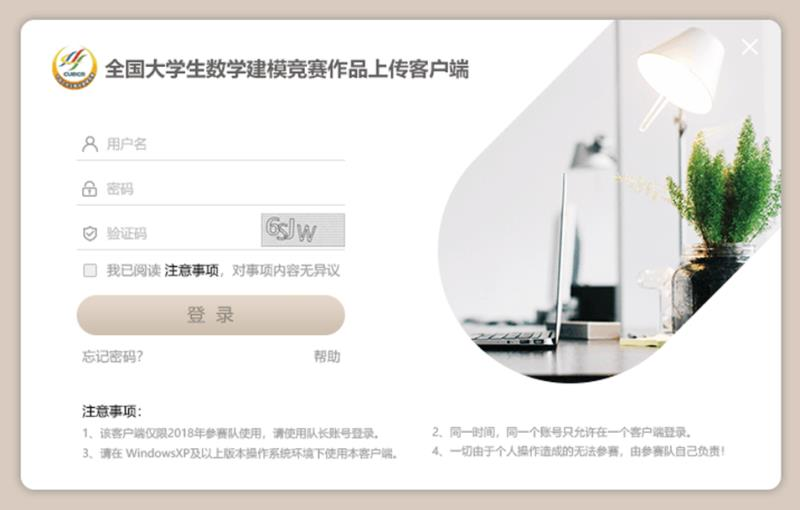 CUMCM
全国大学生数学建模竞赛作品上传客户端
用户名
密码
验证码
6sJW
我已阅读 注意事项，对事项内容无异议
登 录
忘记密码？ 帮助
注意事项：
1、该客户端仅限2018年参赛队使用，请使用队长账号登录。
2、同一时间，同一个账号只允许在一个客户端登录。
3、请在 WindowsXP及以上版本操作系统环境下使用本客户端。
4、一切由于个人操作造成的无法参赛，由参赛队自己负责！